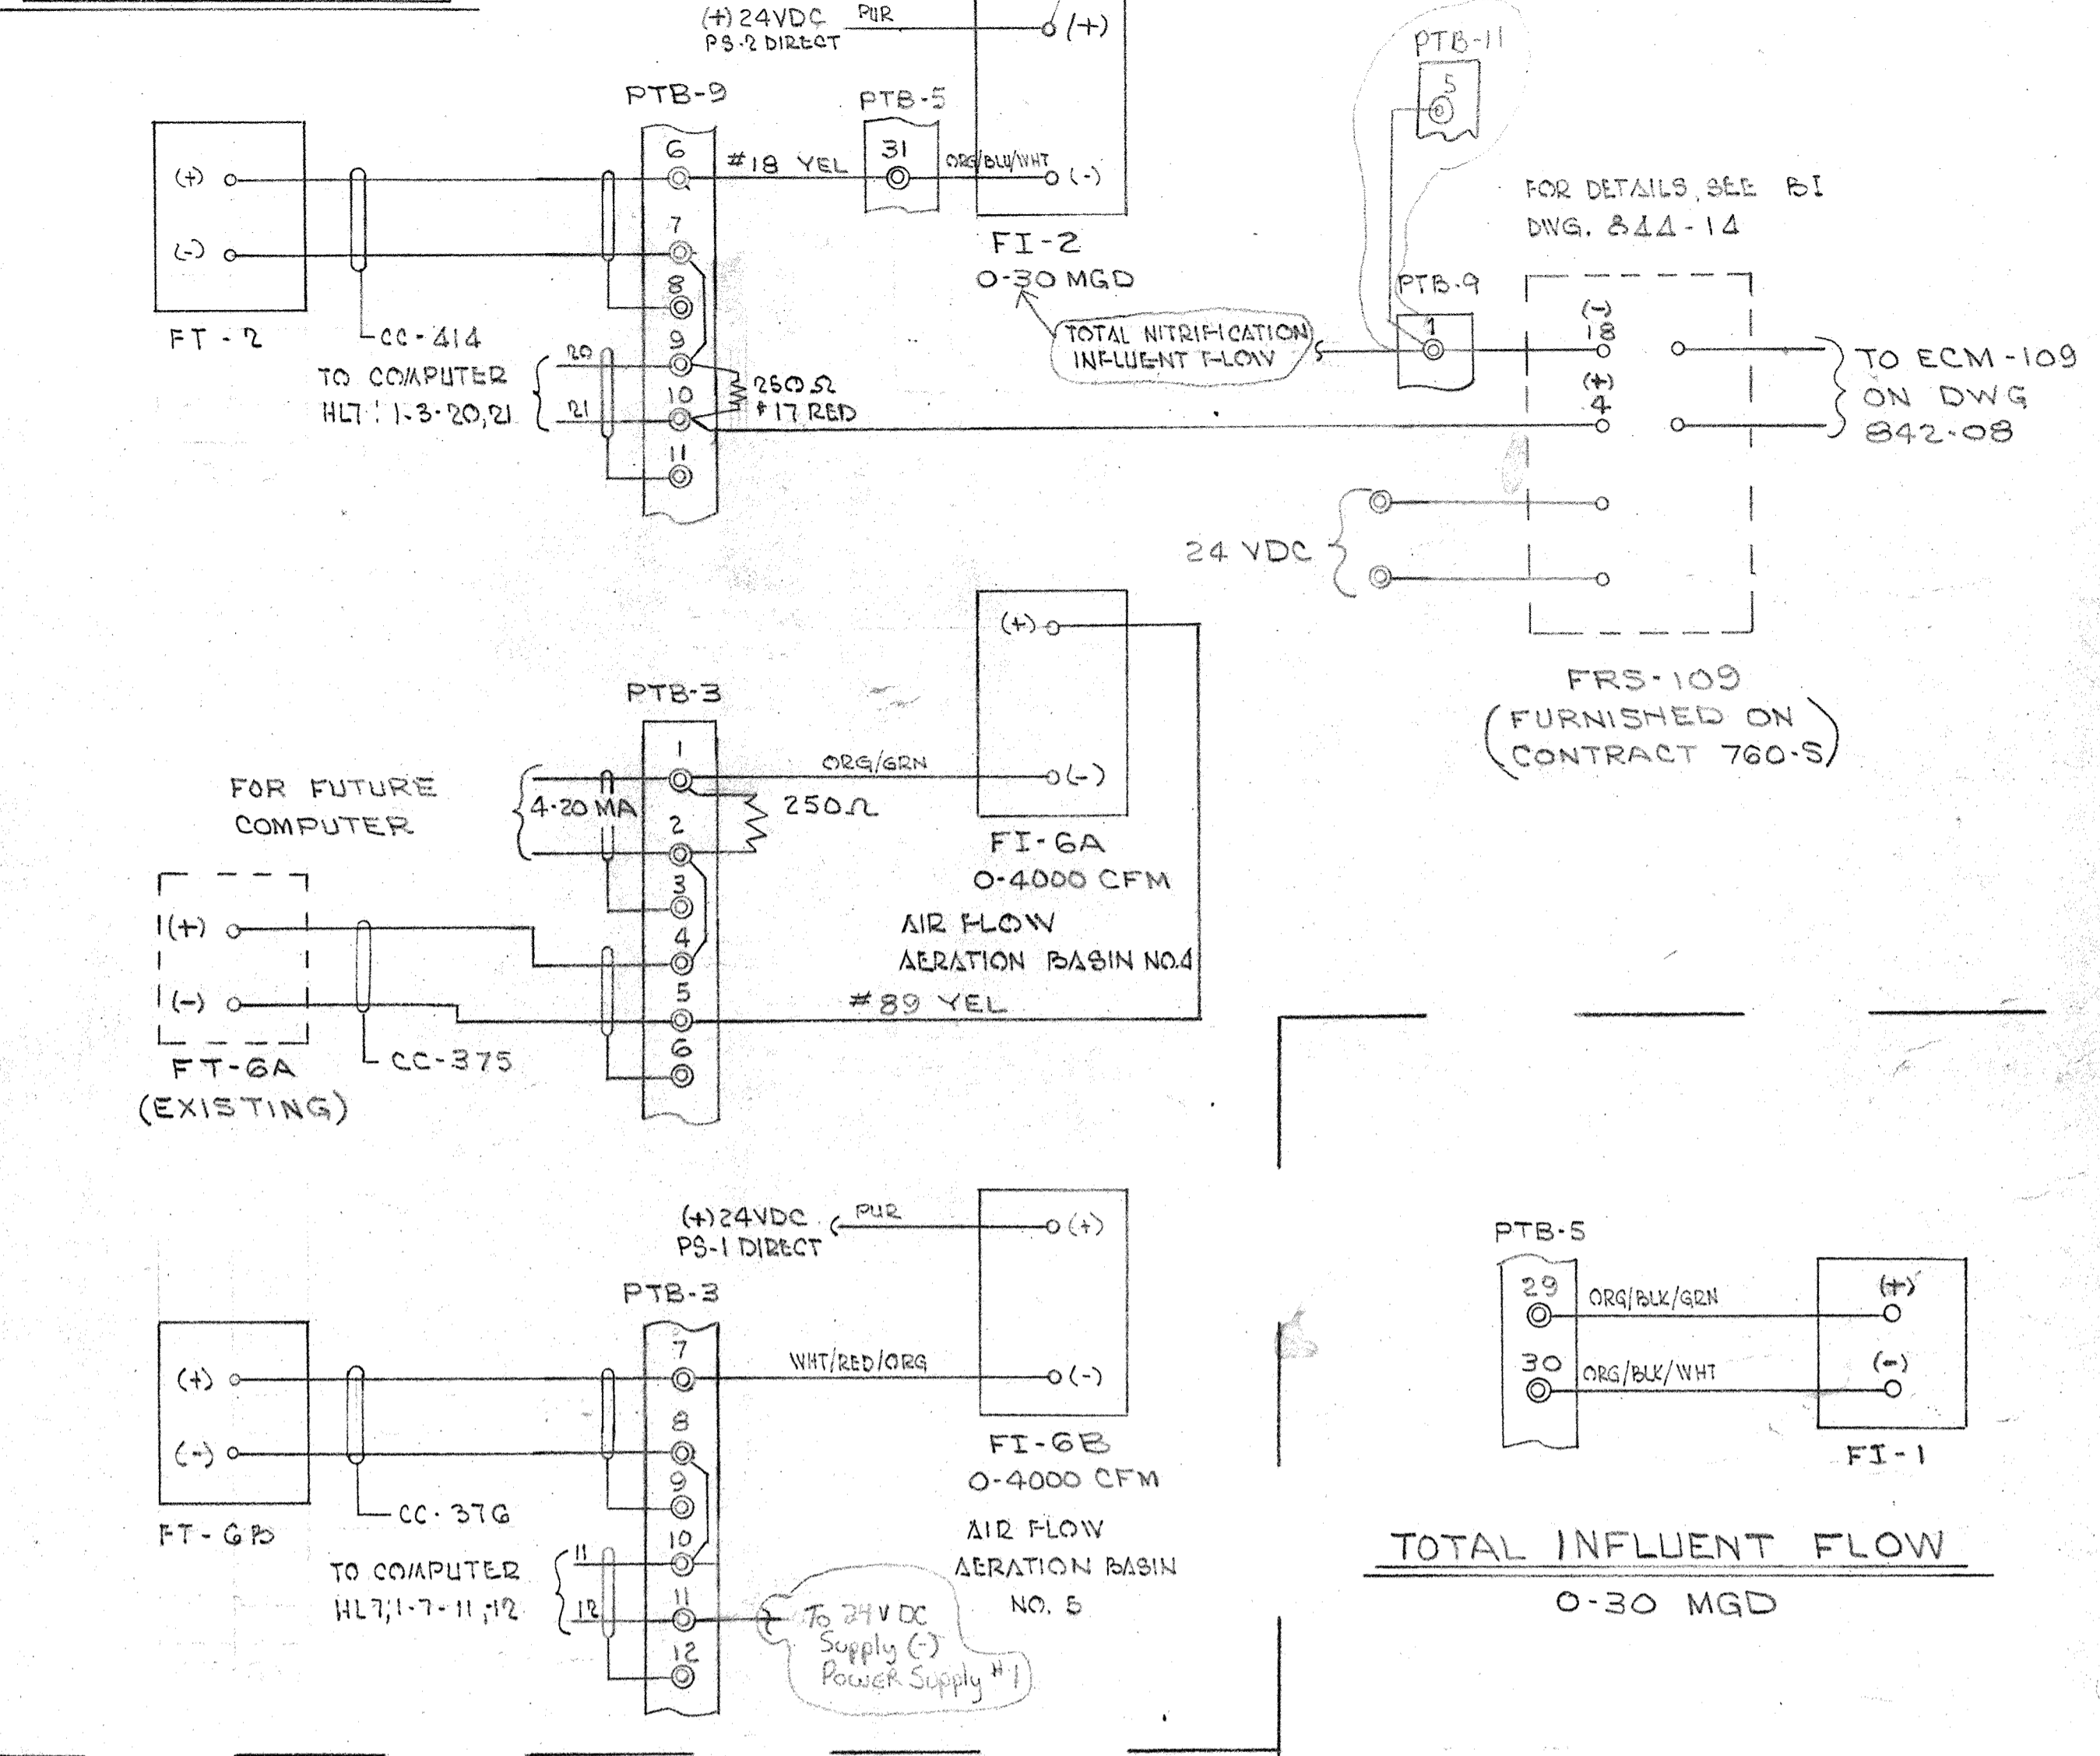 (+) 24VDC
PS-2 DIRECT
PUR
(+)
PTB-9
PTB-5
PTB-11
5
6
#18 YEL
31
ORG/BLU/WHT
(-)
(+)
(-)
7
8
9
10
11
FI-2
0-30 MGD
TOTAL NITRIFICATION
INFLUENT FLOW
FT-2
CC-414
TO COMPUTER
HL7: 1-3-20,21
20
21
250Ω
#17 RED
FOR DETAILS, SEE BI
DWG. 844-14
PTB-9
1
(-)
18
(+)
4
TO ECM-109
ON DWG
842-08
24 VDC
FRS-109
(FURNISHED ON
CONTRACT 760-S)
PTB-3
1
2
3
4
5
6
FOR FUTURE
COMPUTER
4-20 MA
ORG/GRN
250Ω
(+)
(-)
FI-6A
0-4000 CFM
AIR FLOW
AERATION BASIN NO.4
#89 YEL
(+)
(-)
FT-6A
(EXISTING)
CC-375
(+)24VDC
PS-1 DIRECT
PUR
(+)
(-)
PTB-3
7
8
9
10
11
12
WHT/RED/ORG
(+)
(-)
FT-6B
CC-376
TO COMPUTER
HL7;1-7-11,12
11
12
FI-6B
0-4000 CFM
AIR FLOW
AERATION BASIN
NO. 5
To 24V DC
Supply (-)
Power Supply #1
PTB-5
29
ORG/BLK/GRN
(+)
30
ORG/BLK/WHT
(-)
FI-1
TOTAL INFLUENT FLOW
0-30 MGD